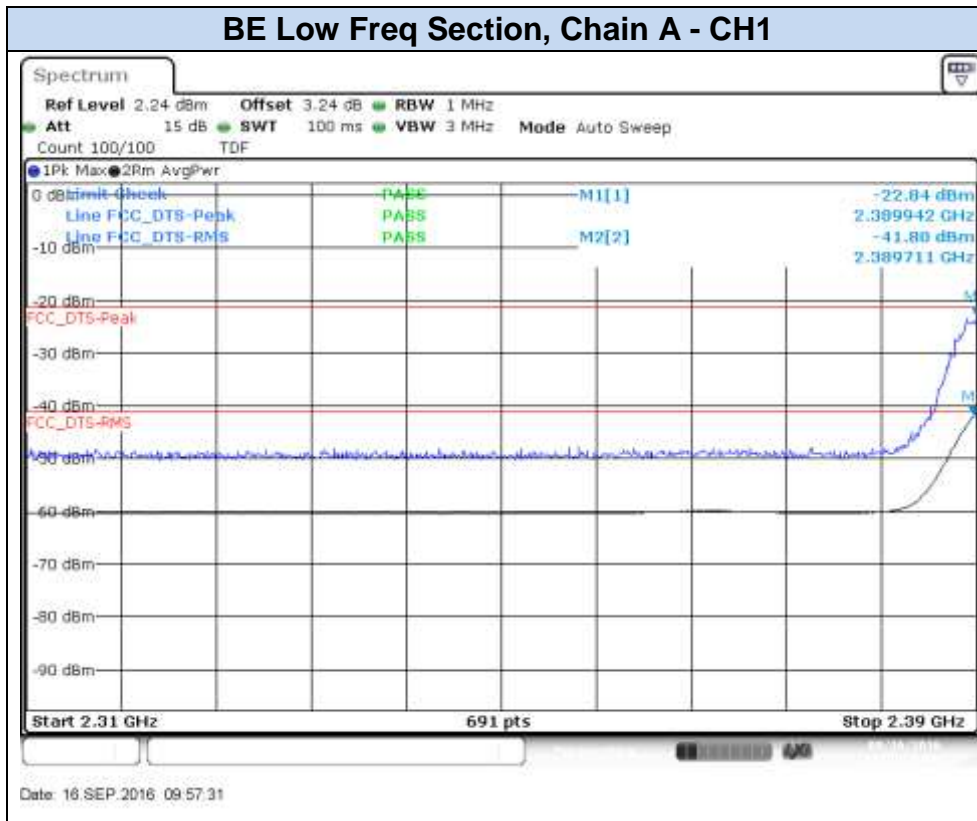 BE Low Freq Section, Chain A - CH1
Spectrum
Ref Level 2.24 dBm Offset 3.24 dB RBW 1 MHz
Att 15 dB SWT 100 ms VBW 3 MHz Mode Auto Sweep
Count 100/100 TDF
1Pk Max 2Rm AvgPwr
0 dBm Limit Check PASS M1[1] -22.84 dBm
Line FCC_DTS-Peak PASS 2.389942 GHz
Line FCC_DTS-RMS PASS M2[2] -41.80 dBm
-10 dBm 2.389711 GHz
-20 dBm
FCC_DTS-Peak
-30 dBm
-40 dBm
FCC_DTS-RMS
-50 dBm
-60 dBm
-70 dBm
-80 dBm
-90 dBm
Start 2.31 GHz 691 pts Stop 2.39 GHz
Date: 16.SEP.2016 09:57:31